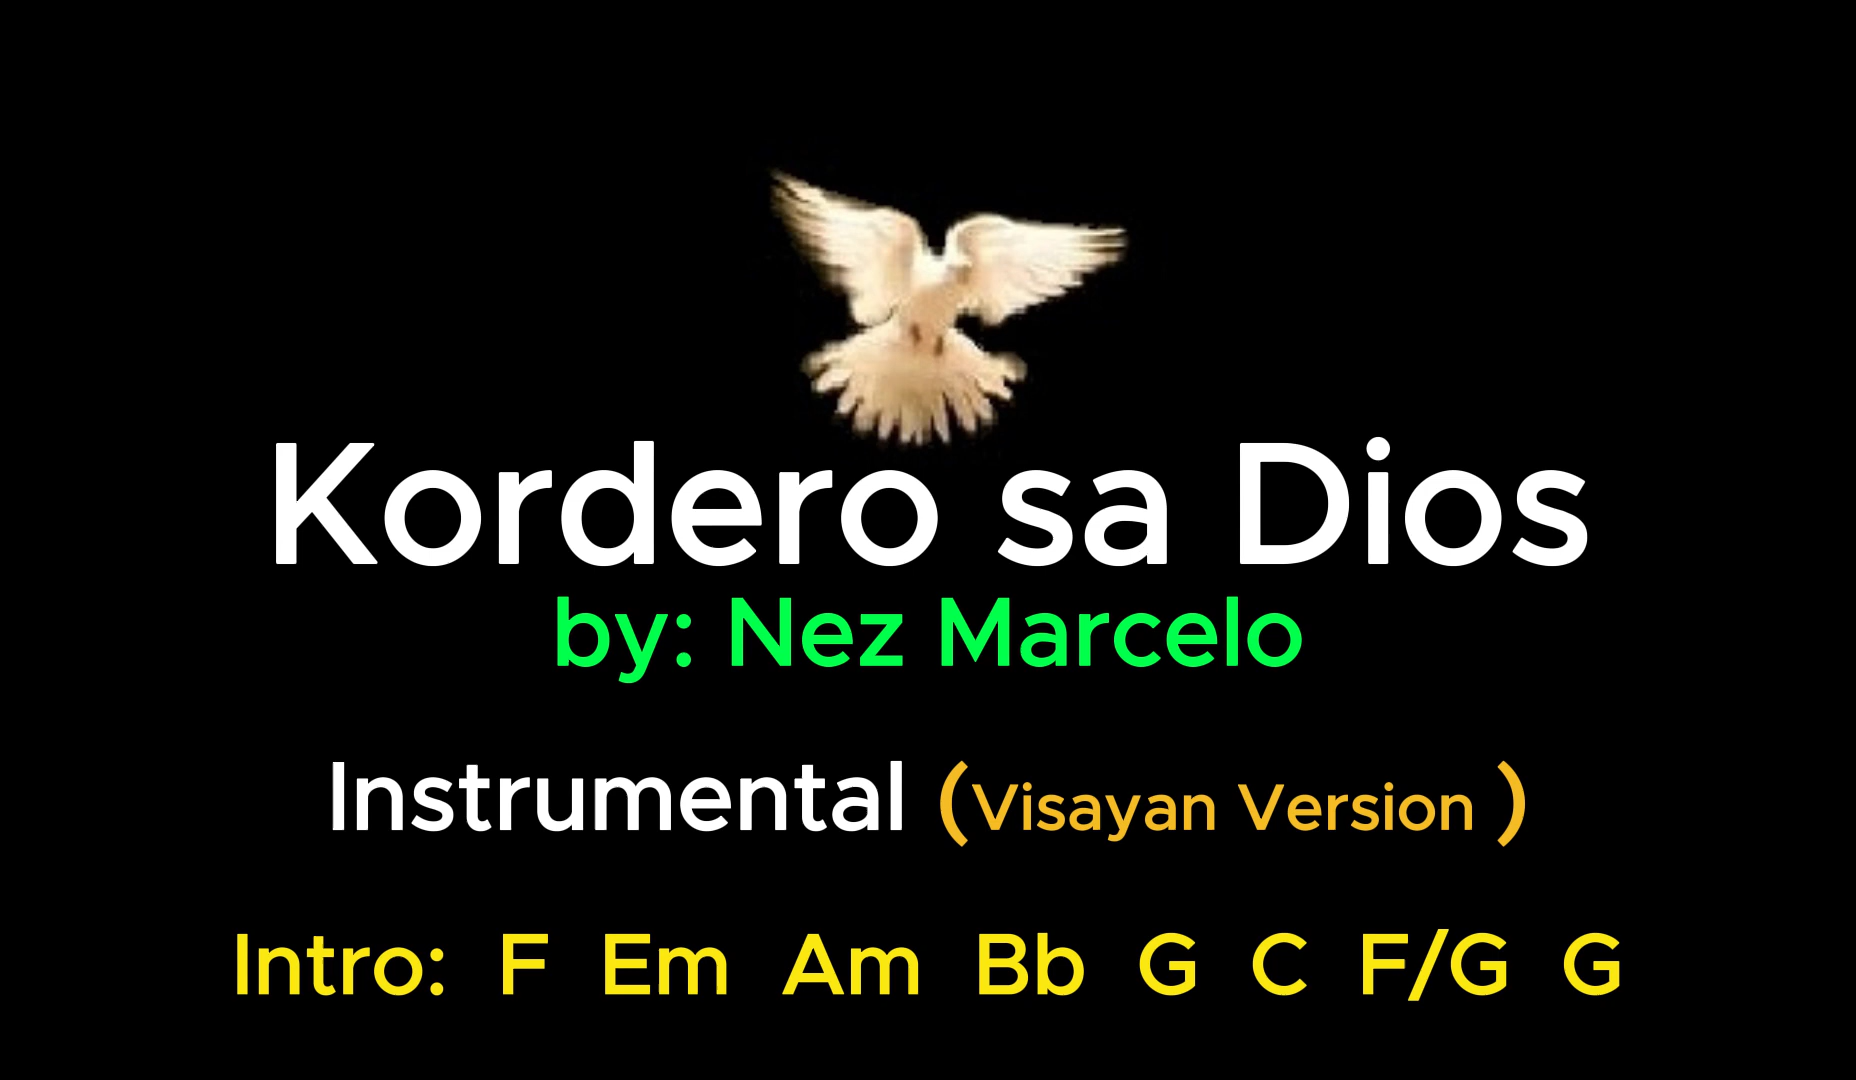 Kordero sa Dios
by: Nez Marcelo
Instrumental (Visayan Version )
Intro: F Em Am Bb G C F/G G